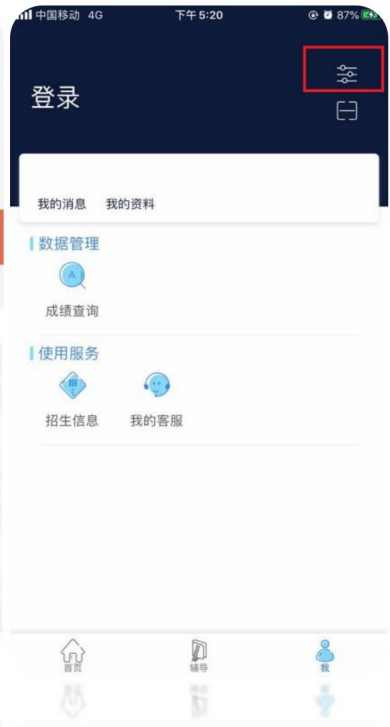 中国移动 4G 下午5:20 87%
登录
我的消息 我的资料
数据管理
A
成绩查询
使用服务
招
招生信息 我的客服
首页 辅导 我